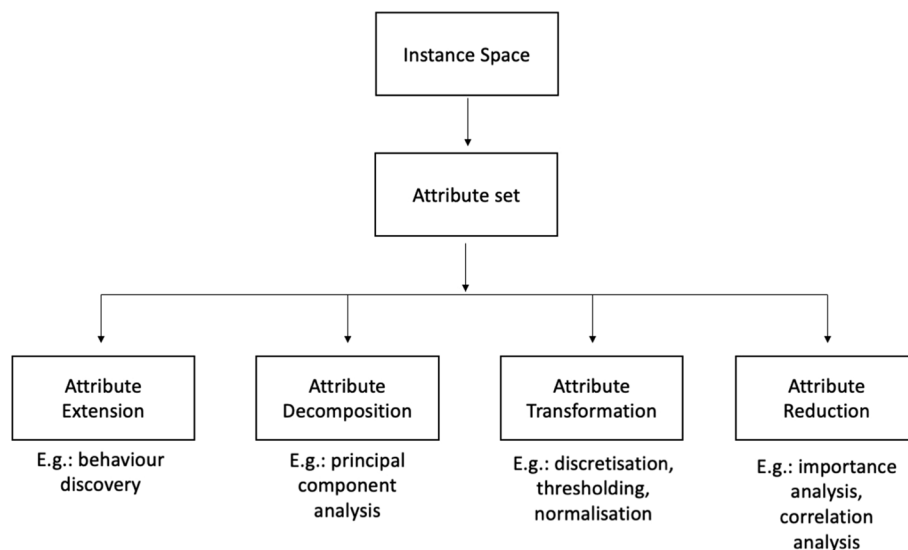 Instance Space
Attribute set
Attribute
Extension
E.g.: behaviour
discovery
Attribute
Decomposition
E.g.: principal
component
analysis
Attribute
Transformation
E.g.: discretisation,
thresholding,
normalisation
Attribute
Reduction
E.g.: importance
analysis,
correlation
analysis